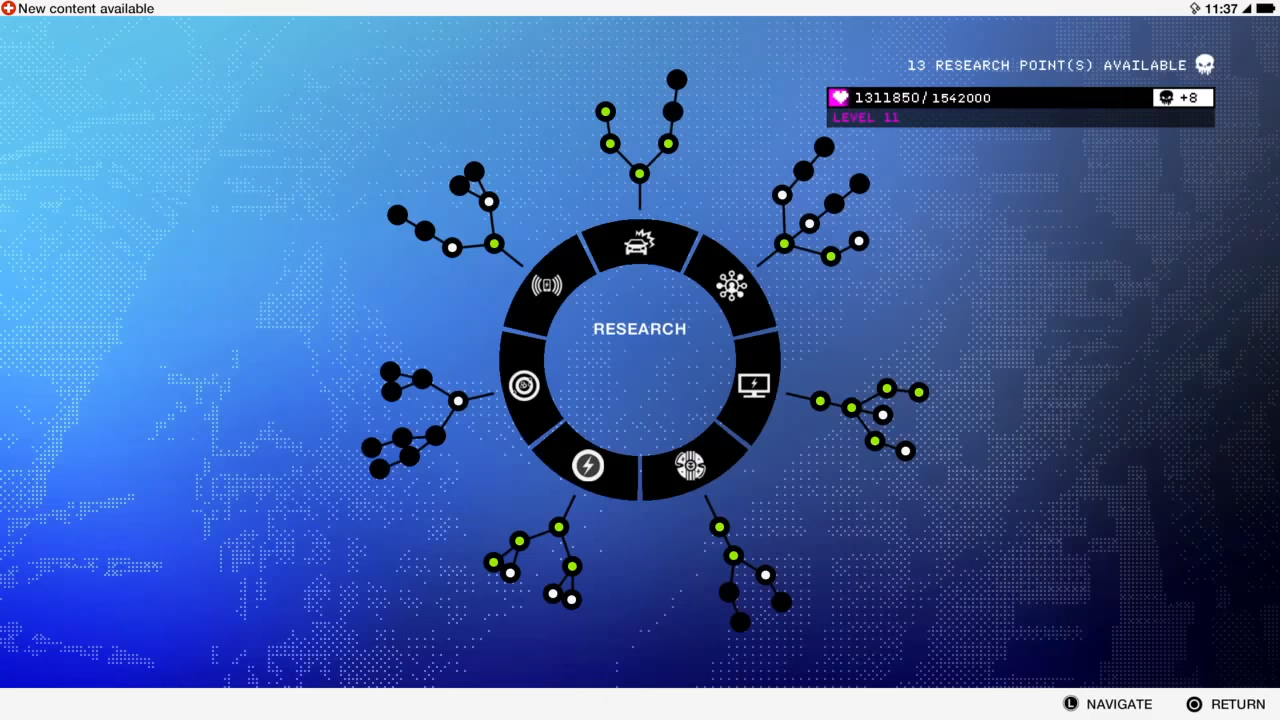 New content available
11:37
13 RESEARCH POINT(S) AVAILABLE
1311850/1542000
+8
LEVEL 11
RESEARCH
L NAVIGATE
RETURN